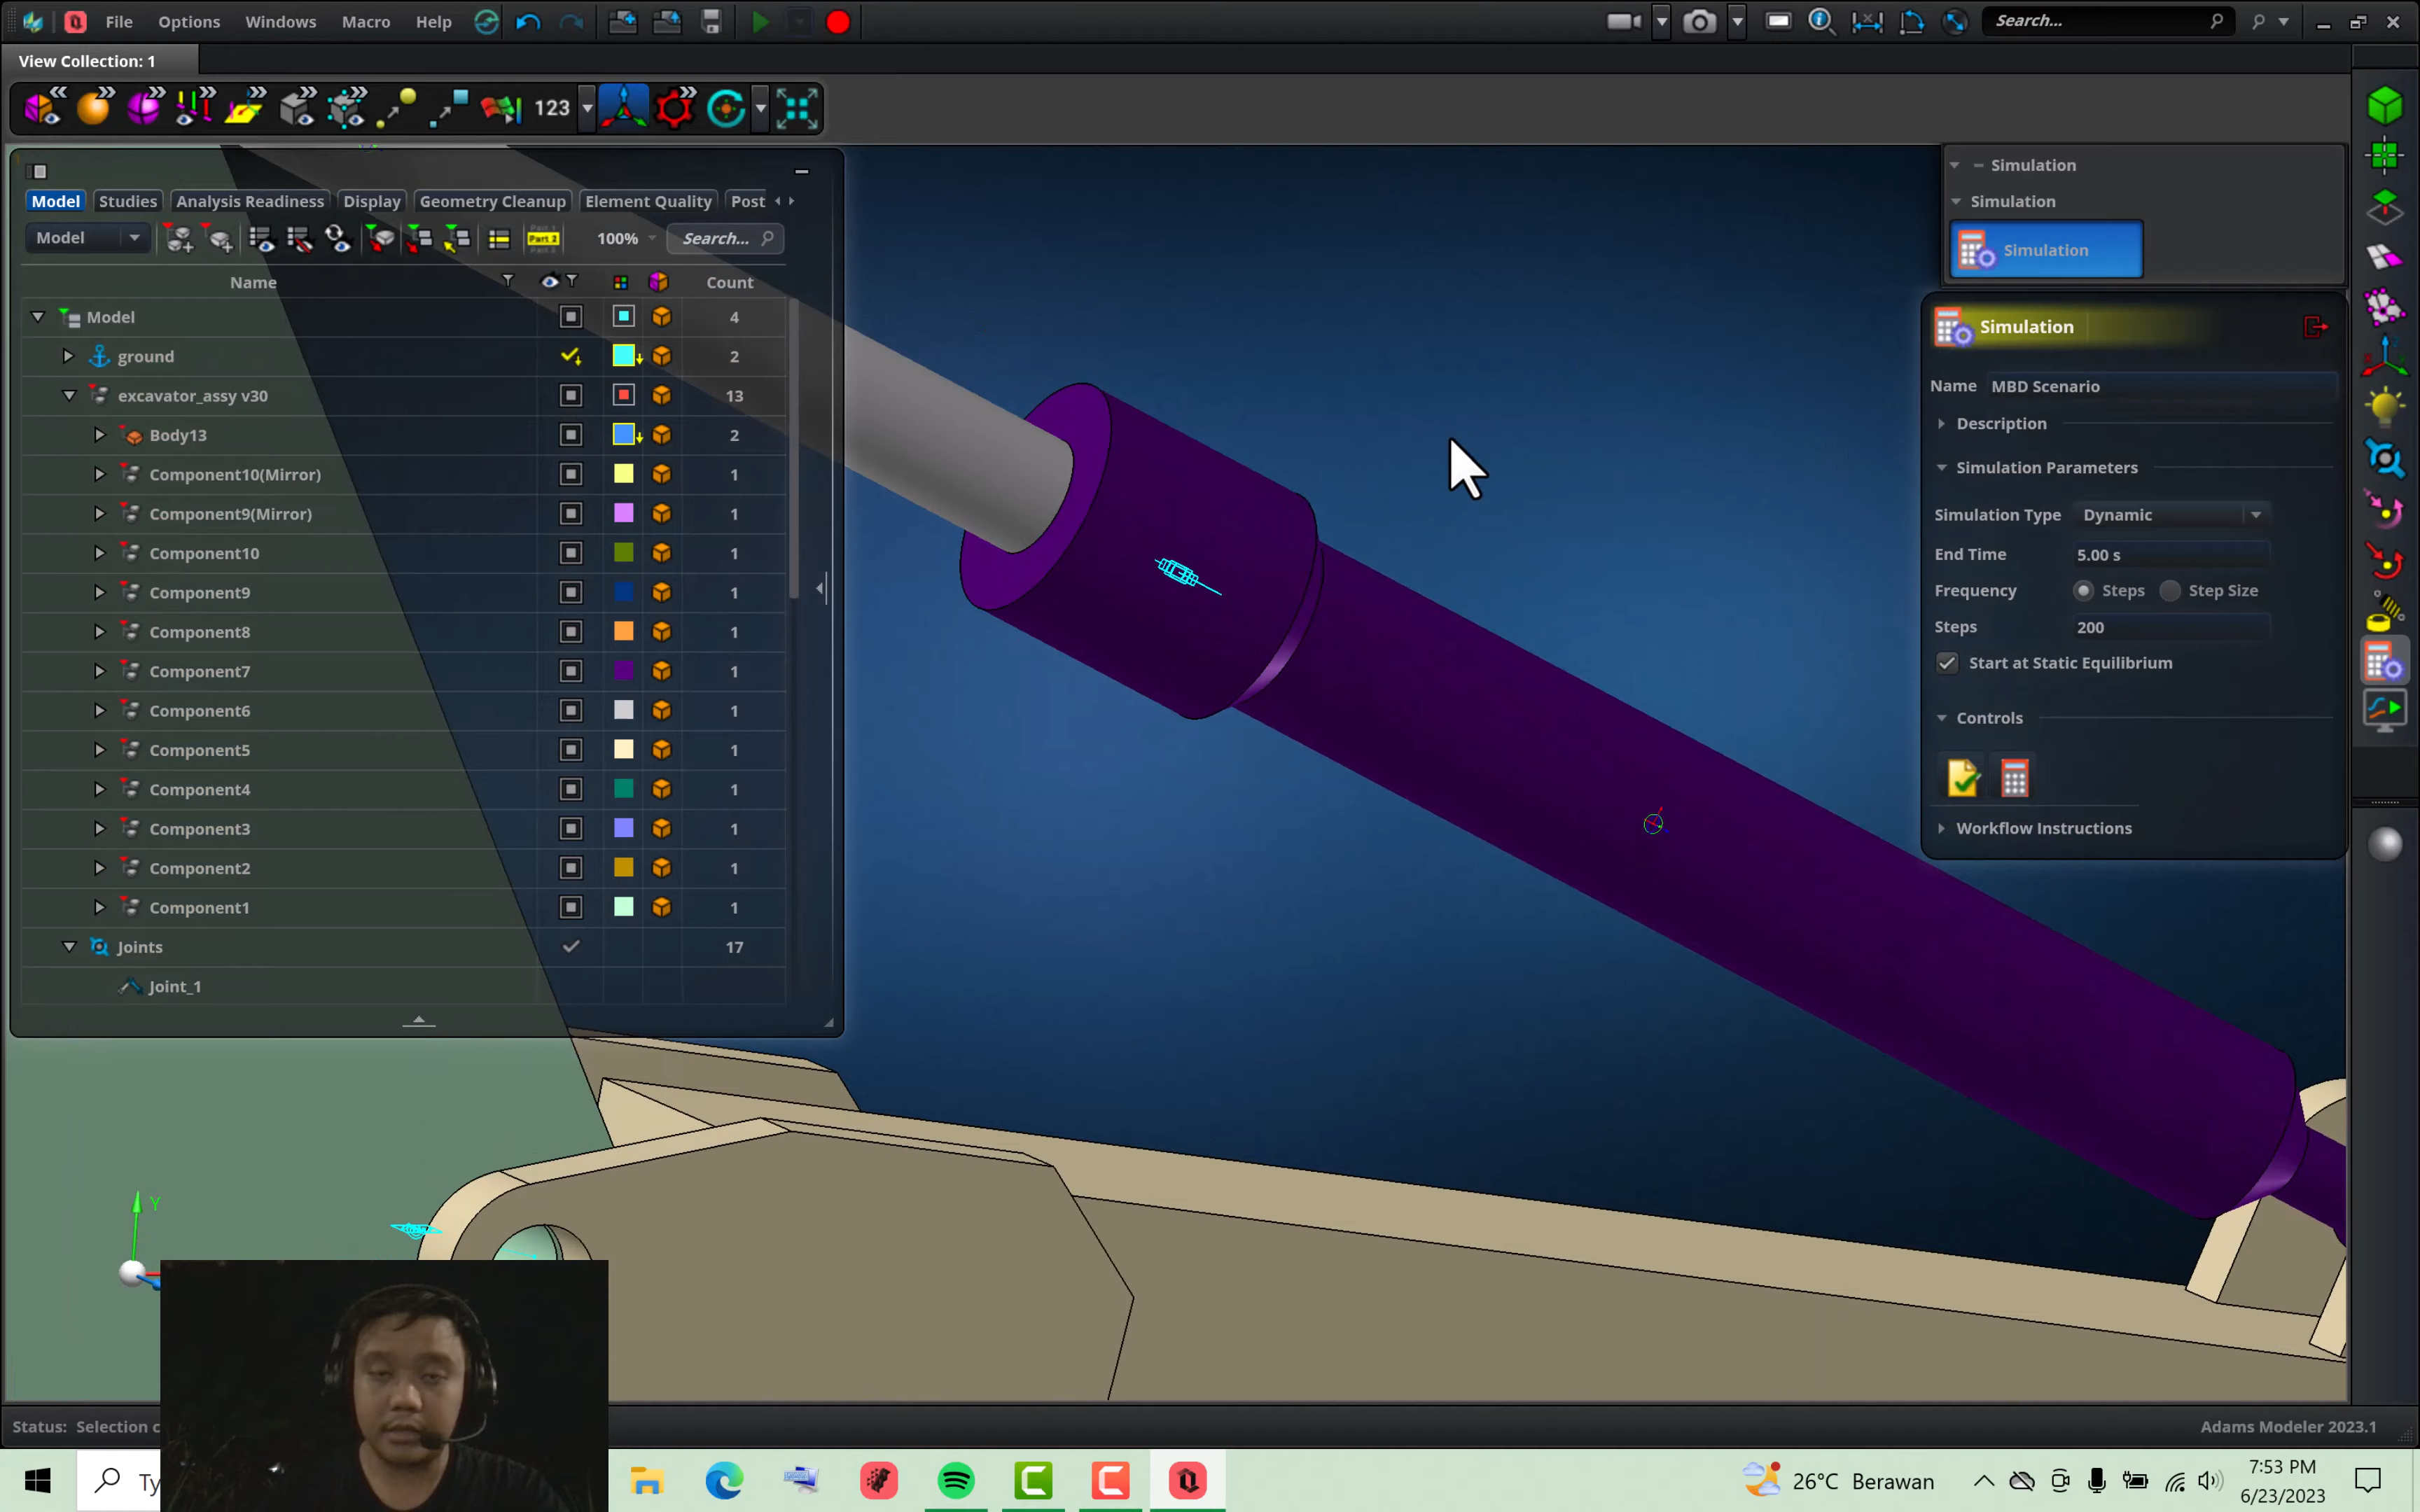 File Options Windows Macro Help Search...
View Collection: 1
123
Model Studies Analysis Readiness Display Geometry Cleanup Element Quality Post
Model 100% Search...
Name Count
Model 4
ground 2
excavator_assy v30 13
Body13 2
Component10(Mirror) 1
Component9(Mirror) 1
Component10 1
Component9 1
Component8 1
Component7 1
Component6 1
Component5 1
Component4 1
Component3 1
Component2 1
Component1 1
Joints 17
Joint_1
Simulation
Simulation
Simulation
Simulation
Name MBD Scenario
Description
Simulation Parameters
Simulation Type Dynamic
End Time 5.00 s
Frequency Steps Step Size
Steps 200
Start at Static Equilibrium
Controls
Workflow Instructions
Y
Status: Selection c
Adams Modeler 2023.1
Ty
26°C Berawan
7:53 PM
6/23/2023